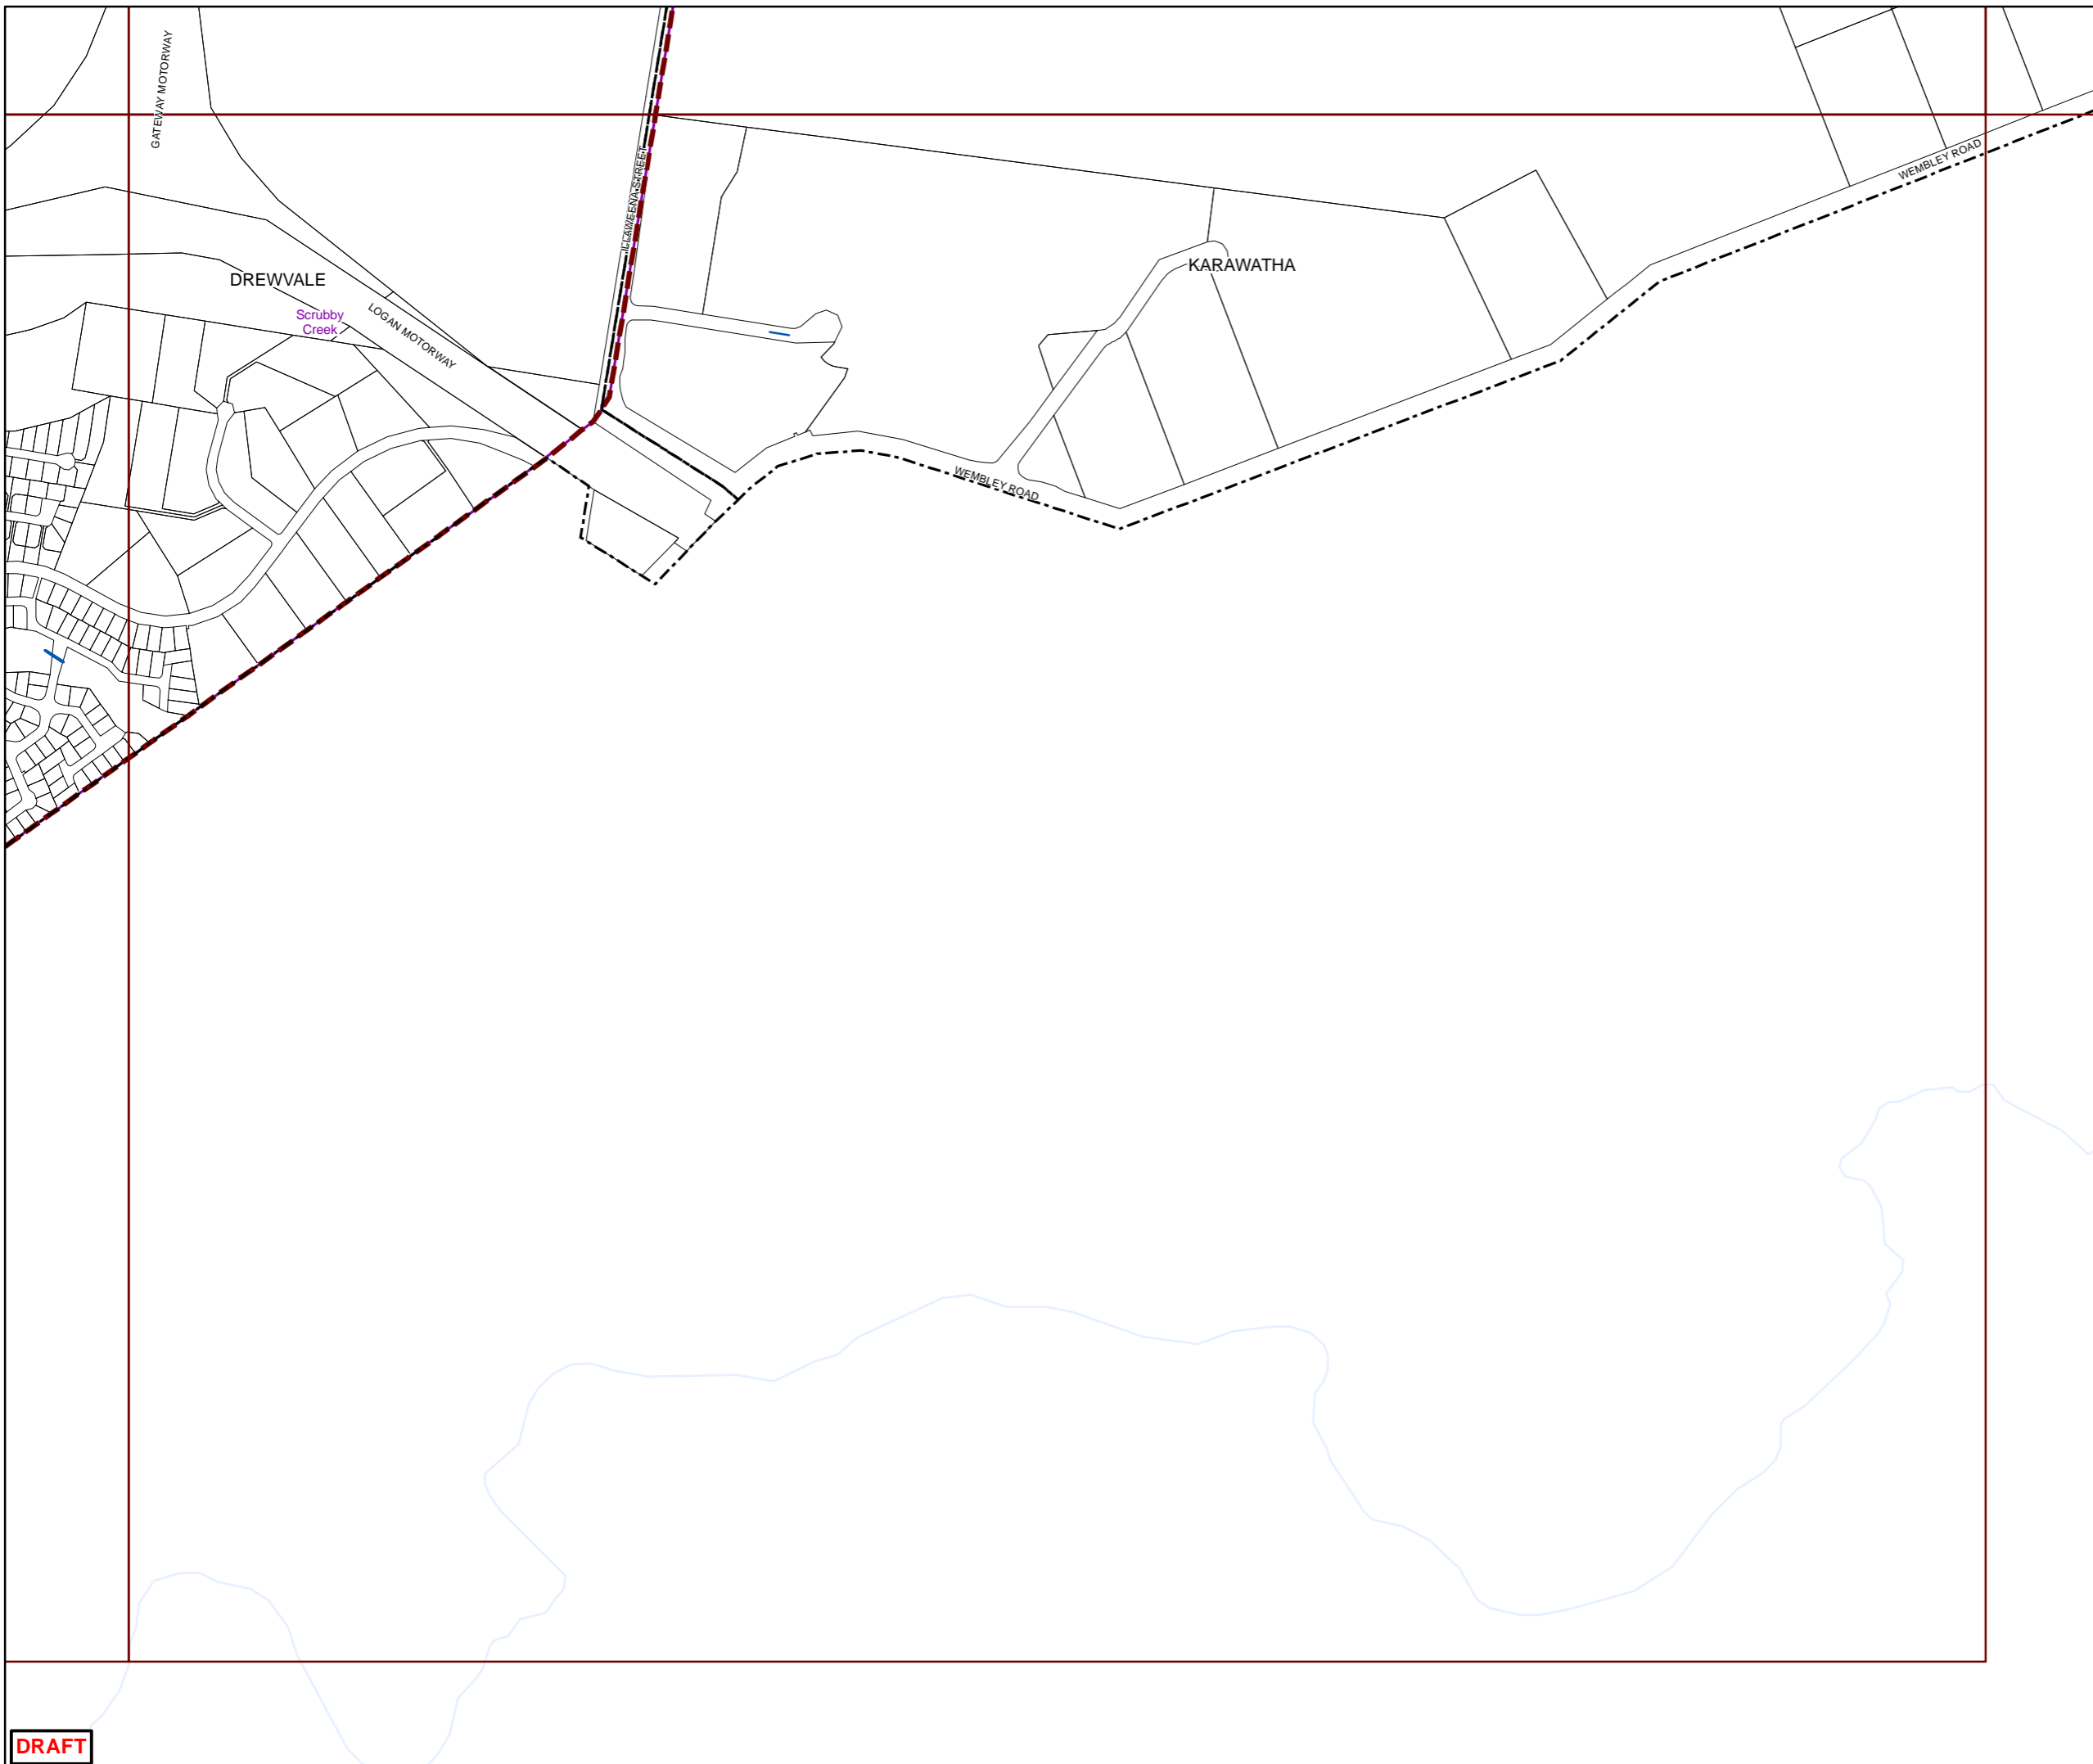 GATEWAY MOTORWAY
ILLAWEENA STREET
WEMBLEY ROAD
KARAWATHA
DREWVALE
Scrubby
Creek
LOGAN MOTORWAY
WEMBLEY ROAD
DRAFT